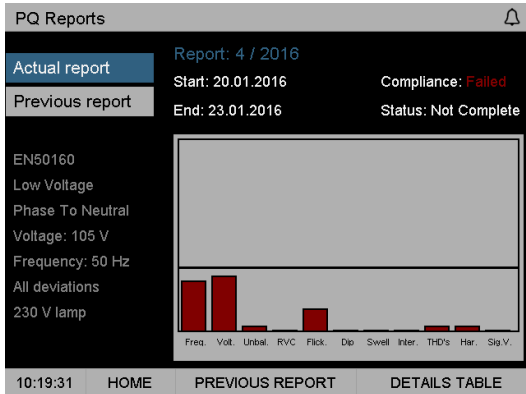 PQ Reports
Actual report
Previous report
Report: 4 / 2016
Start: 20.01.2016
Compliance: Failed
End: 23.01.2016
Status: Not Complete
EN50160
Low Voltage
Phase To Neutral
Voltage: 105 V
Frequency: 50 Hz
All deviations
230 V lamp
Freq. Volt. Unbal. RVC Flick. Dip Swell Inter. THD's Har. Sig.V.
10:19:31 HOME PREVIOUS REPORT DETAILS TABLE